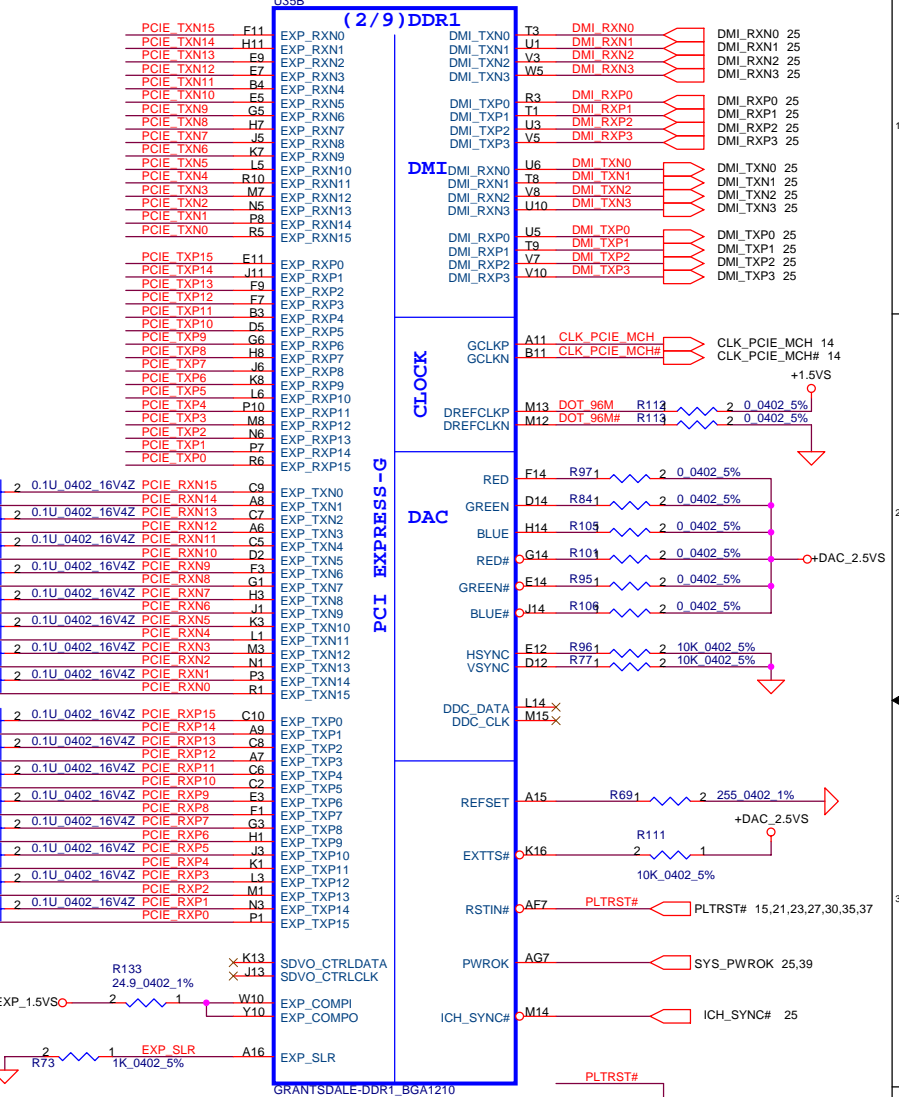 U35B
(2/9)DDR1
PCIE_TXN15 F11 EXP_RXN0
PCIE_TXN14 H11 EXP_RXN1
PCIE_TXN13 E9 EXP_RXN2
PCIE_TXN12 E7 EXP_RXN3
PCIE_TXN11 B4 EXP_RXN4
PCIE_TXN10 E5 EXP_RXN5
PCIE_TXN9 G5 EXP_RXN6
PCIE_TXN8 H7 EXP_RXN7
PCIE_TXN7 J5 EXP_RXN8
PCIE_TXN6 K7 EXP_RXN9
PCIE_TXN5 L5 EXP_RXN10
PCIE_TXN4 R10 EXP_RXN11
PCIE_TXN3 M7 EXP_RXN12
PCIE_TXN2 N5 EXP_RXN13
PCIE_TXN1 P8 EXP_RXN14
PCIE_TXN0 R5 EXP_RXN15
PCIE_TXP15 E11 EXP_RXP0
PCIE_TXP14 J11 EXP_RXP1
PCIE_TXP13 F9 EXP_RXP2
PCIE_TXP12 F7 EXP_RXP3
PCIE_TXP11 B3 EXP_RXP4
PCIE_TXP10 D5 EXP_RXP5
PCIE_TXP9 G6 EXP_RXP6
PCIE_TXP8 H8 EXP_RXP7
PCIE_TXP7 J6 EXP_RXP8
PCIE_TXP6 K8 EXP_RXP9
PCIE_TXP5 L6 EXP_RXP10
PCIE_TXP4 P10 EXP_RXP11
PCIE_TXP3 M8 EXP_RXP12
PCIE_TXP2 N6 EXP_RXP13
PCIE_TXP1 P7 EXP_RXP14
PCIE_TXP0 R6 EXP_RXP15
2 0.1U_0402_16V4Z PCIE_RXN15 C9 EXP_TXN0
PCIE_RXN14 A8 EXP_TXN1
2 0.1U_0402_16V4Z PCIE_RXN13 C7 EXP_TXN2
PCIE_RXN12 A6 EXP_TXN3
2 0.1U_0402_16V4Z PCIE_RXN11 C5 EXP_TXN4
PCIE_RXN10 D2 EXP_TXN5
2 0.1U_0402_16V4Z PCIE_RXN9 F3 EXP_TXN6
PCIE_RXN8 G1 EXP_TXN7
2 0.1U_0402_16V4Z PCIE_RXN7 H3 EXP_TXN8
PCIE_RXN6 J1 EXP_TXN9
2 0.1U_0402_16V4Z PCIE_RXN5 K3 EXP_TXN10
PCIE_RXN4 L1 EXP_TXN11
2 0.1U_0402_16V4Z PCIE_RXN3 M3 EXP_TXN12
PCIE_RXN2 N1 EXP_TXN13
2 0.1U_0402_16V4Z PCIE_RXN1 P3 EXP_TXN14
PCIE_RXN0 R1 EXP_TXN15
2 0.1U_0402_16V4Z PCIE_RXP15 C10 EXP_TXP0
PCIE_RXP14 A9 EXP_TXP1
2 0.1U_0402_16V4Z PCIE_RXP13 C8 EXP_TXP2
PCIE_RXP12 A7 EXP_TXP3
2 0.1U_0402_16V4Z PCIE_RXP11 C6 EXP_TXP4
PCIE_RXP10 C2 EXP_TXP5
2 0.1U_0402_16V4Z PCIE_RXP9 E3 EXP_TXP6
PCIE_RXP8 F1 EXP_TXP7
2 0.1U_0402_16V4Z PCIE_RXP7 G3 EXP_TXP8
PCIE_RXP6 H1 EXP_TXP9
2 0.1U_0402_16V4Z PCIE_RXP5 J3 EXP_TXP10
PCIE_RXP4 K1 EXP_TXP11
2 0.1U_0402_16V4Z PCIE_RXP3 L3 EXP_TXP12
PCIE_RXP2 M1 EXP_TXP13
2 0.1U_0402_16V4Z PCIE_RXP1 N3 EXP_TXP14
PCIE_RXP0 P1 EXP_TXP15
K13 SDVO_CTRLDATA
J13 SDVO_CTRLCLK
R133
24.9_0402_1%
EXP_1.5VS 2 1 W10 EXP_COMPI
Y10 EXP_COMPO
2 1 EXP_SLR A16 EXP_SLR
R73 1K_0402_5%
PCI EXPRESS-G
DMI_TXN0 T3 DMI_RXN0 DMI_RXN0 25
DMI_TXN1 U1 DMI_RXN1 DMI_RXN1 25
DMI_TXN2 V3 DMI_RXN2 DMI_RXN2 25
DMI_TXN3 W5 DMI_RXN3 DMI_RXN3 25
DMI_TXP0 R3 DMI_RXP0 DMI_RXP0 25
DMI_TXP1 T1 DMI_RXP1 DMI_RXP1 25
DMI_TXP2 U3 DMI_RXP2 DMI_RXP2 25
DMI_TXP3 V5 DMI_RXP3 DMI_RXP3 25
DMI
DMI_RXN0 U6 DMI_TXN0 DMI_TXN0 25
DMI_RXN1 T8 DMI_TXN1 DMI_TXN1 25
DMI_RXN2 V8 DMI_TXN2 DMI_TXN2 25
DMI_RXN3 U10 DMI_TXN3 DMI_TXN3 25
DMI_RXP0 U5 DMI_TXP0 DMI_TXP0 25
DMI_RXP1 T9 DMI_TXP1 DMI_TXP1 25
DMI_RXP2 V7 DMI_TXP2 DMI_TXP2 25
DMI_RXP3 V10 DMI_TXP3 DMI_TXP3 25
CLOCK
GCLKP A11 CLK_PCIE_MCH CLK_PCIE_MCH 14
GCLKN B11 CLK_PCIE_MCH# CLK_PCIE_MCH# 14
+1.5VS
DREFCLKP M13 DOT_96M R112 1 2 0_0402_5%
DREFCLKN M12 DOT_96M# R113 1 2 0_0402_5%
DAC
RED F14 R97 1 2 0_0402_5%
GREEN D14 R84 1 2 0_0402_5%
BLUE H14 R105 1 2 0_0402_5%
RED# G14 R101 1 2 0_0402_5% +DAC_2.5VS
GREEN# E14 R95 1 2 0_0402_5%
BLUE# J14 R106 1 2 0_0402_5%
HSYNC E12 R96 1 2 10K_0402_5%
VSYNC D12 R77 1 2 10K_0402_5%
DDC_DATA L14
DDC_CLK M15
REFSET A15 R69 1 2 255_0402_1%
+DAC_2.5VS
R111
EXTTS# K16 2 1
10K_0402_5%
RSTIN# AF7 PLTRST# PLTRST# 15,21,23,27,30,35,37
PWROK AG7 SYS_PWROK 25,39
ICH_SYNC# M14 ICH_SYNC# 25
PLTRST#
GRANTSDALE-DDR1_BGA1210
1
2
3